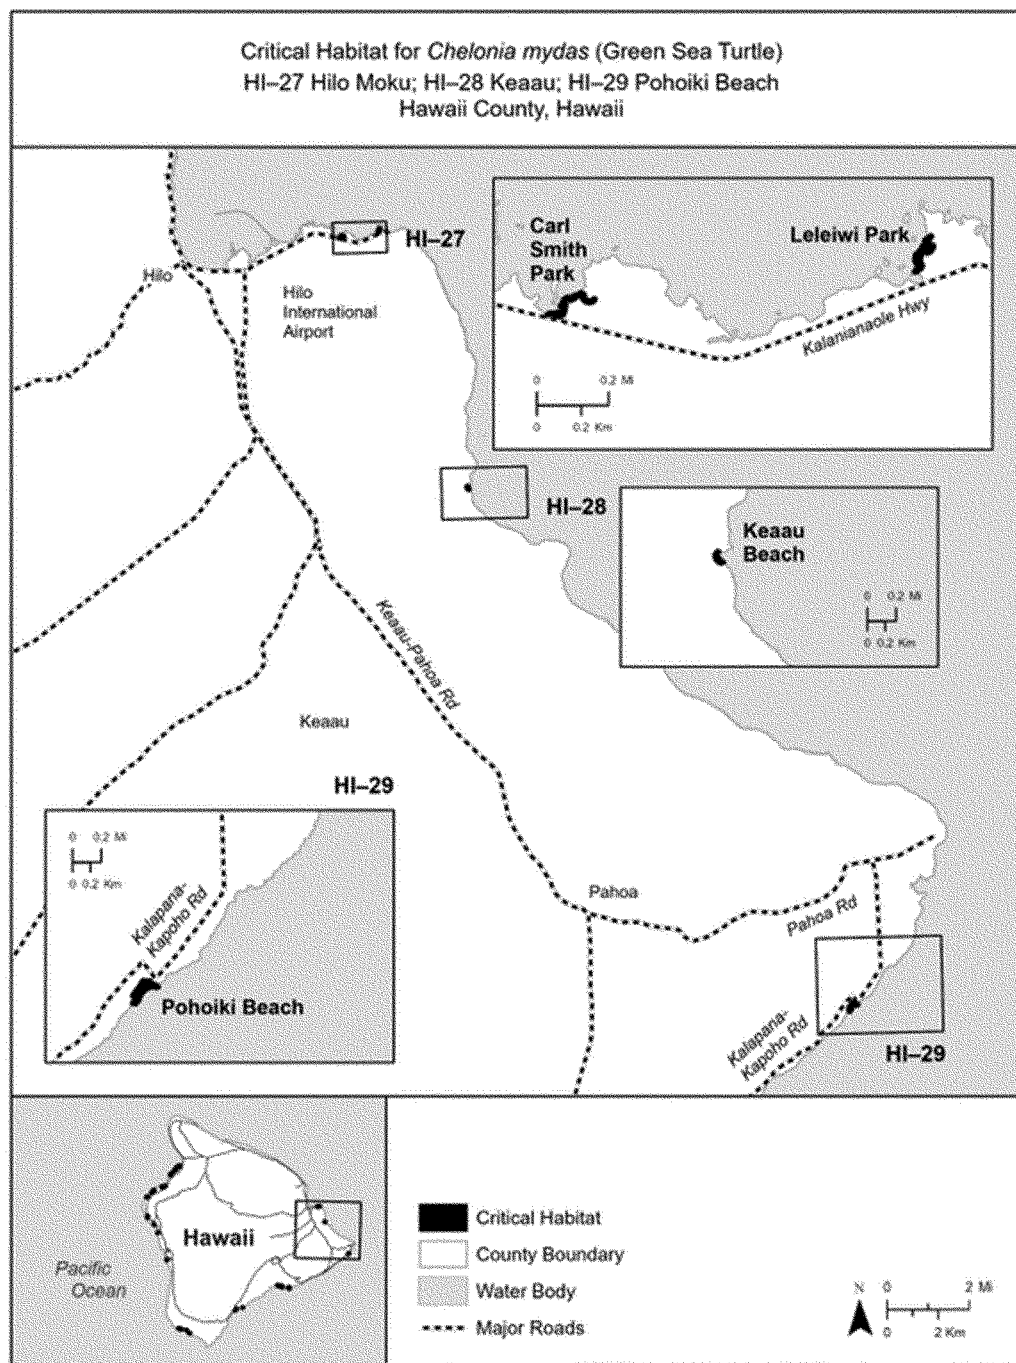 Critical Habitat for Chelonia mydas (Green Sea Turtle)
HI–27 Hilo Moku; HI–28 Keaau; HI–29 Pohoiki Beach
Hawaii County, Hawaii
HI–27
Hilo
Hilo
International
Airport
Carl
Smith
Park
Leleiwi Park
Kalanianaole Hwy
0 0.2 Mi
0 0.2 Km
HI–28
Keaau
Beach
0 0.2 Mi
0 0.2 Km
Keaau-Pahoa Rd
Keaau
HI–29
0 0.2 Mi
0 0.2 Km
Kalapana-
Kapoho Rd
Pohoiki Beach
Pahoa
Pahoa Rd
Kalapana-
Kapoho Rd
HI–29
Hawaii
Pacific
Ocean
Critical Habitat
County Boundary
Water Body
Major Roads
N
0 2 Mi
0 2 Km